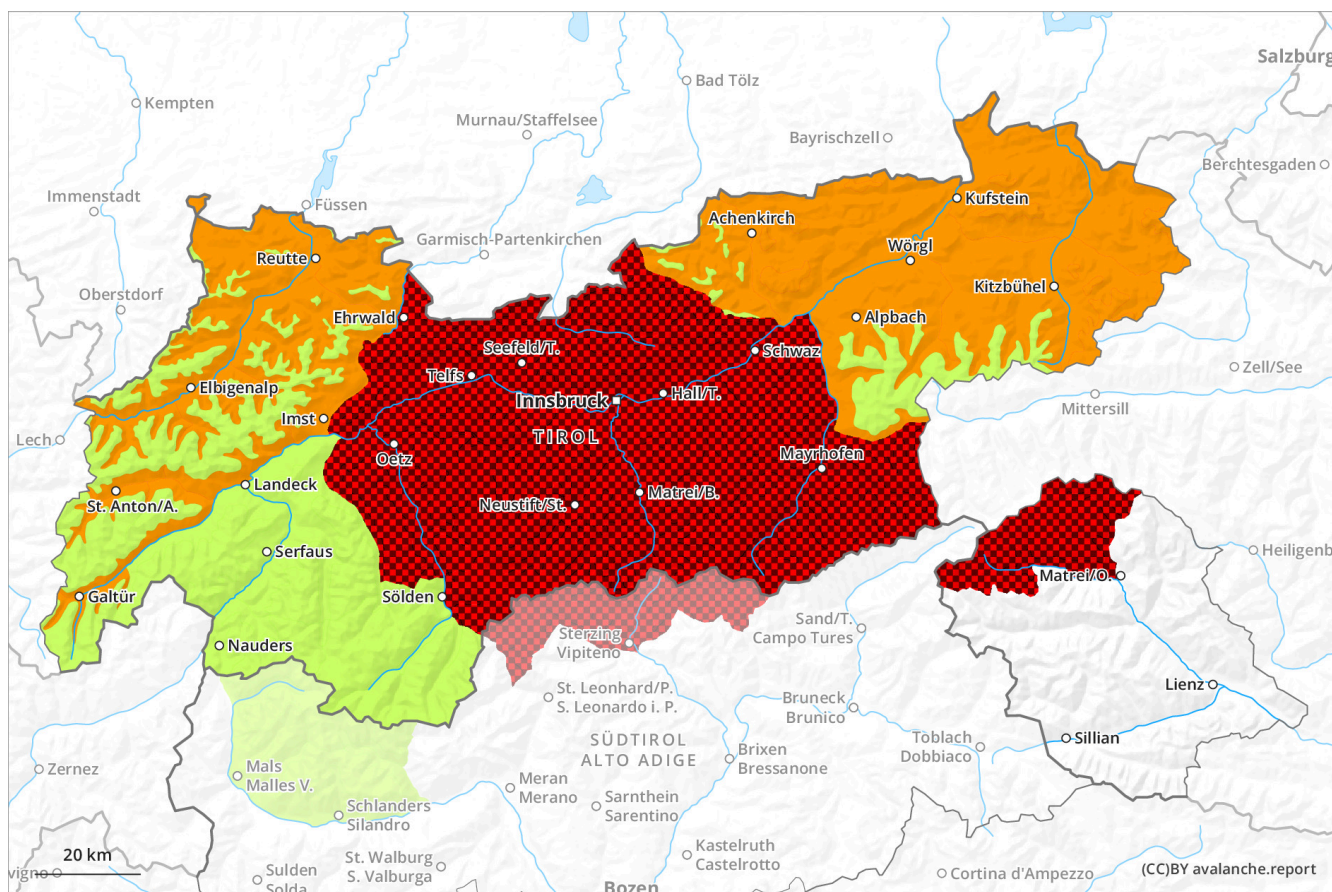 Salzburg
Bad Tölz
Kempten
Murnau/Staffelsee
Bayrischzell
Berchtesgaden
Immenstadt
Füssen
Kufstein
Achenkirch
Garmisch-Partenkirchen
Wörgl
Reutte
Kitzbühel
Oberstdorf
Ehrwald
Alpbach
Seefeld/T.
Schwaz
Zell/See
Telfs
Elbigenalp
Hall/T.
Innsbruck
Mittersill
Imst
Lech
TIROL
Mayrhofen
Oetz
Landeck
Matrei/B.
St. Anton/A.
Neustift/St.
Serfaus
Heiligenb
Matrei/O.
Galtür
Sölden
Sand/T.
Campo Tures
Sterzing
Vipiteno
Nauders
Lienz
St. Leonhard/P.
S. Leonardo i. P.
Bruneck
Brunico
SÜDTIROL
ALTO ADIGE
Toblach
Dobbiaco
Sillian
Brixen
Bressanone
Zernez
Mals
Malles V.
Meran
Merano
Schlanders
Silandro
Sarnthein
Sarentino
Kastelruth
Castelrotto
20 km
St. Walburg
S. Valburga
vigno
Sulden
Solda
Bozen
Cortina d'Ampezzo
(CC)BY avalanche.report